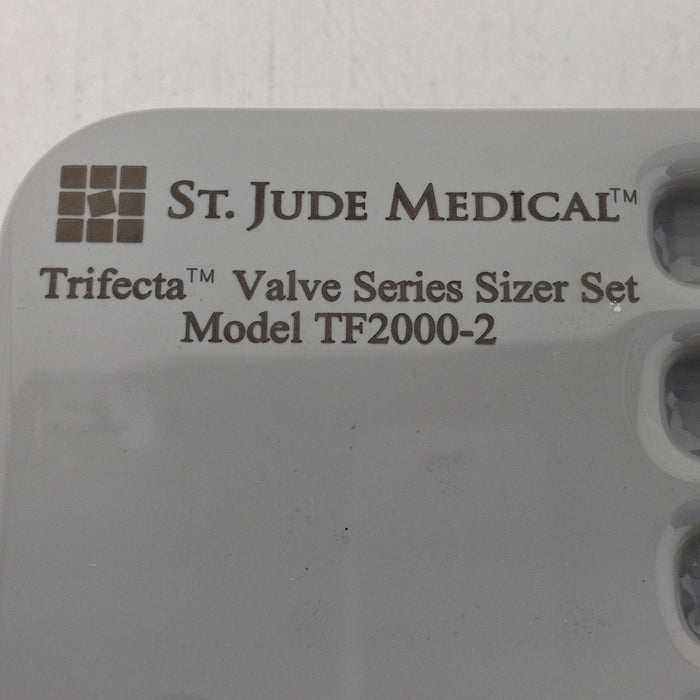 St. Jude Medical™
Trifecta™ Valve Series Sizer Set
Model TF2000-2